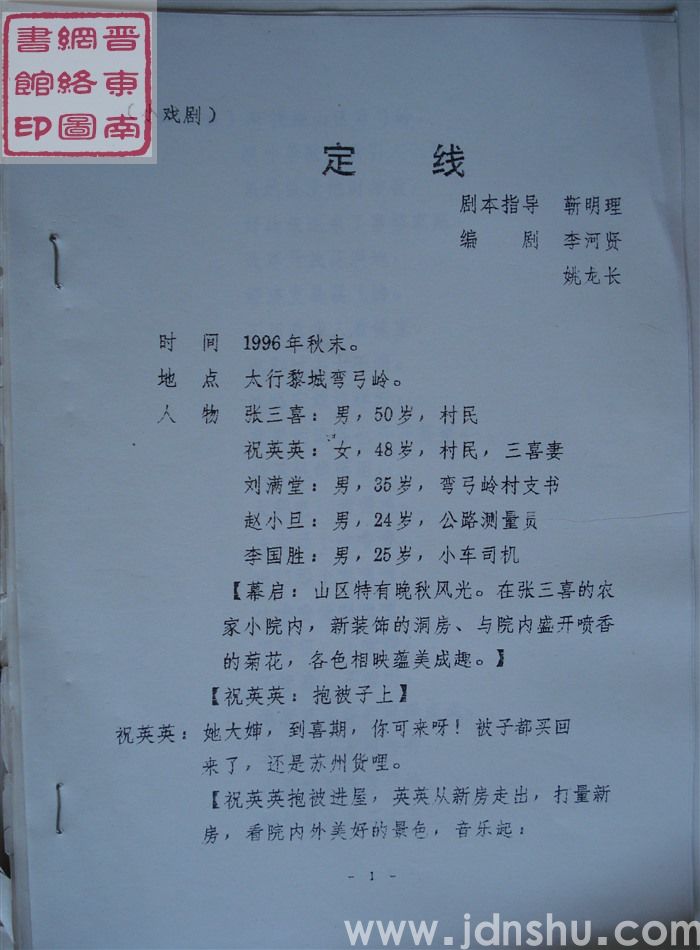 晋東南
網絡圖
書館印
（小戏剧）
定 线
剧本指导 靳明理
编 剧 李河贤
姚龙长
时 间 1996年秋末。
地 点 太行黎城弯弓岭。
人 物 张三喜：男，50岁，村民
祝英英：女，48岁，村民，三喜妻
刘满堂：男，35岁，弯弓岭村支书
赵小旦：男，24岁，公路测量员
李国胜：男，25岁，小车司机
【幕启：山区特有晚秋风光。在张三喜的农
家小院内，新装饰的洞房、与院内盛开喷香
的菊花，各色相映蕴美成趣。】
【祝英英：抱被子上】
祝英英：她大婶，到喜期，你可来呀！被子都买回
来了，还是苏州货哩。
【祝英英抱被进屋，英英从新房走出，打量新
房，看院内外美好的景色，音乐起：
- 1 -
www.jdnshu.com